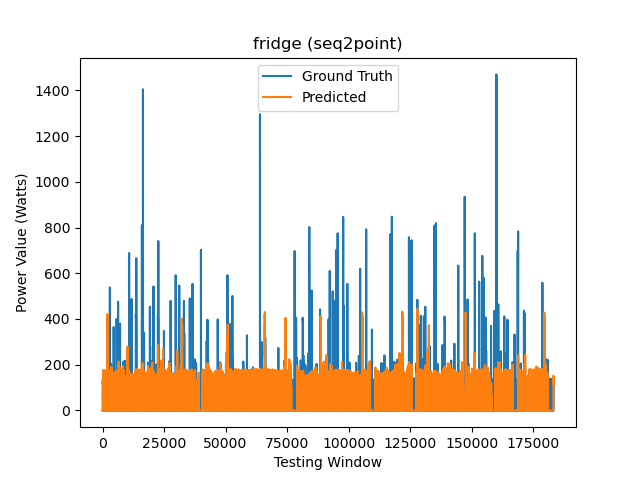 fridge (seq2point)
Ground Truth
Predicted
1400
1200
1000
800
600
400
200
0
Power Value (Watts)
0 25000 50000 75000 100000 125000 150000 175000
Testing Window